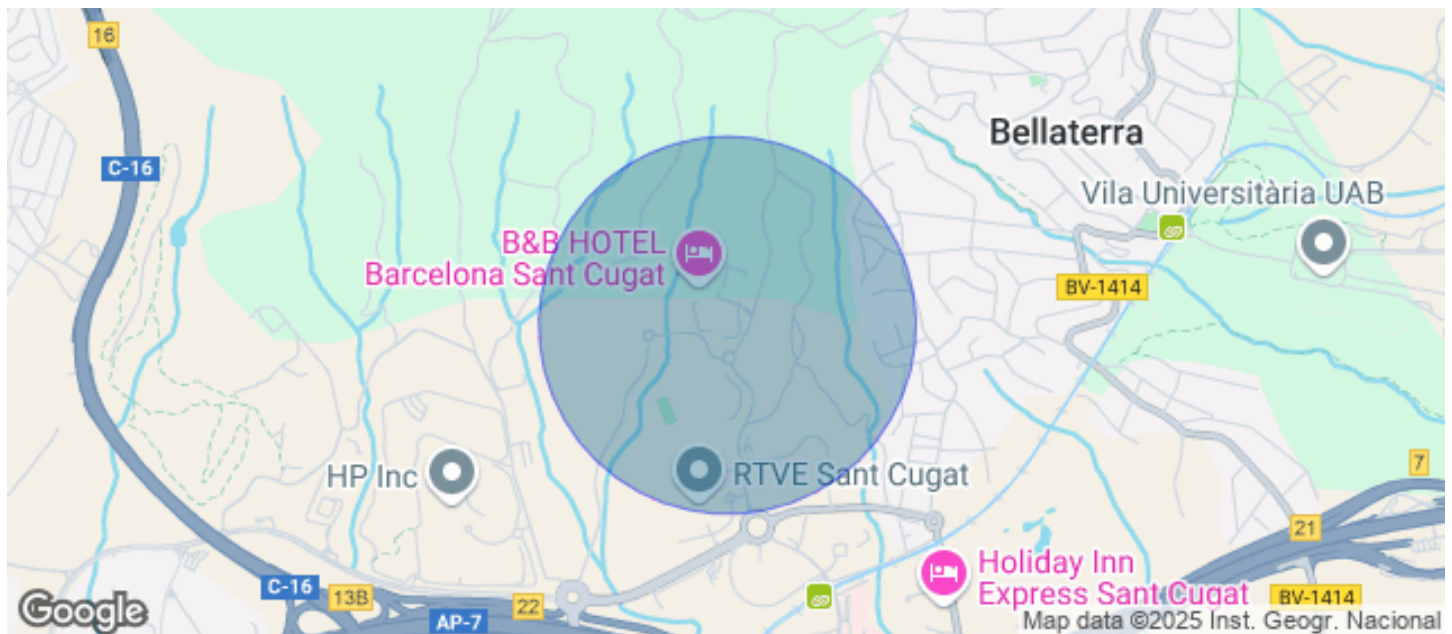 16
Bellaterra
C-16
Vila Universitària UAB
B&B HOTEL
Barcelona Sant Cugat
BV-1414
HP Inc
RTVE Sant Cugat
7
21
Holiday Inn
Express Sant Cugat
C-16
13B
22
BV-1414
AP-7
Google
Map data ©2025 Inst. Geogr. Nacional